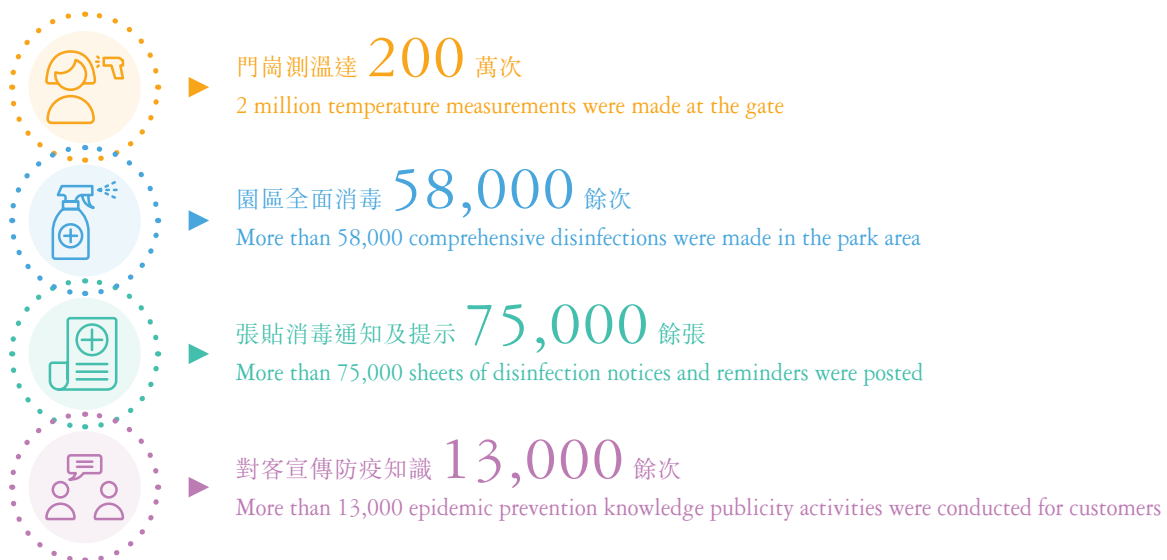 門崗測溫達 200 萬次
2 million temperature measurements were made at the gate
園區全面消毒 58,000 餘次
More than 58,000 comprehensive disinfections were made in the park area
張貼消毒通知及提示 75,000 餘張
More than 75,000 sheets of disinfection notices and reminders were posted
對客宣傳防疫知識 13,000 餘次
More than 13,000 epidemic prevention knowledge publicity activities were conducted for customers